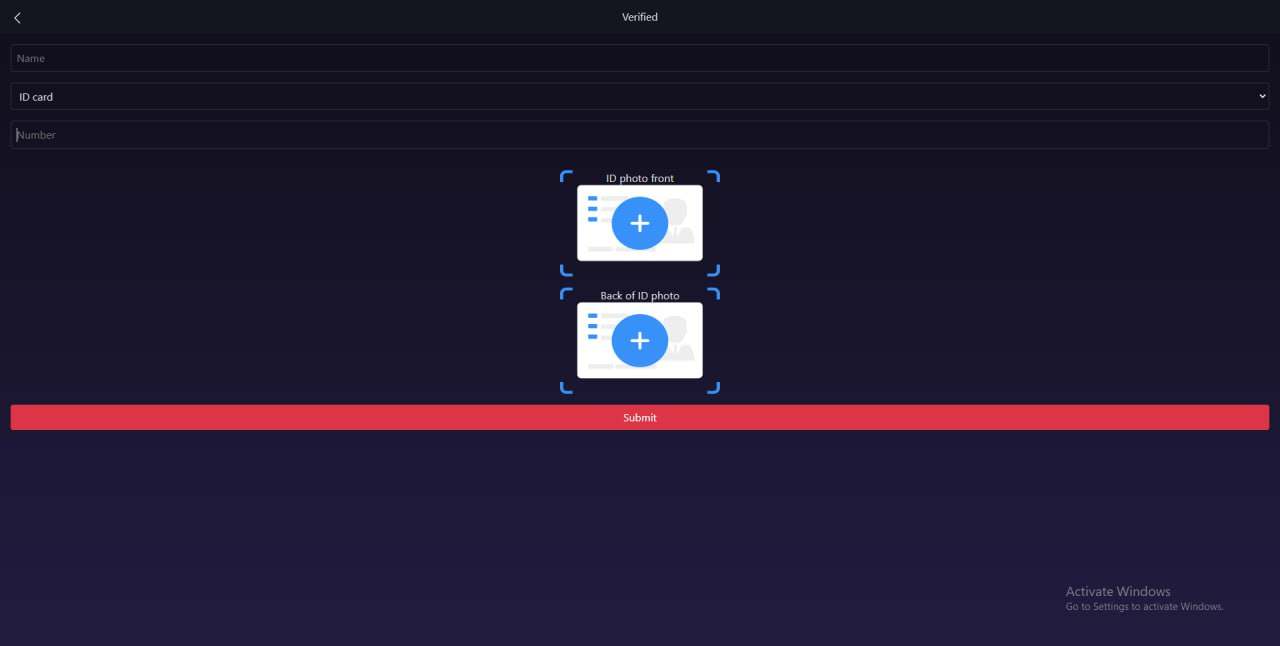 Verified
Name
ID card
Number
ID photo front
Back of ID photo
Submit
Activate Windows
Go to Settings to activate Windows.